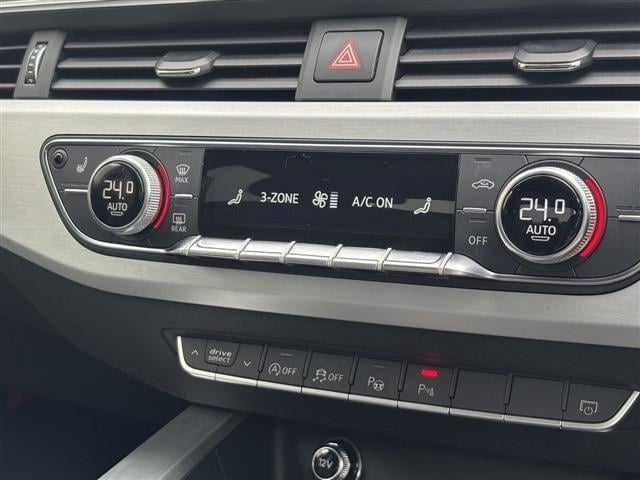 24.0
AUTO
MAX
REAR
3-ZONE
A/C ON
OFF
24.0
AUTO
drive
select
OFF
OFF
P
P
12V